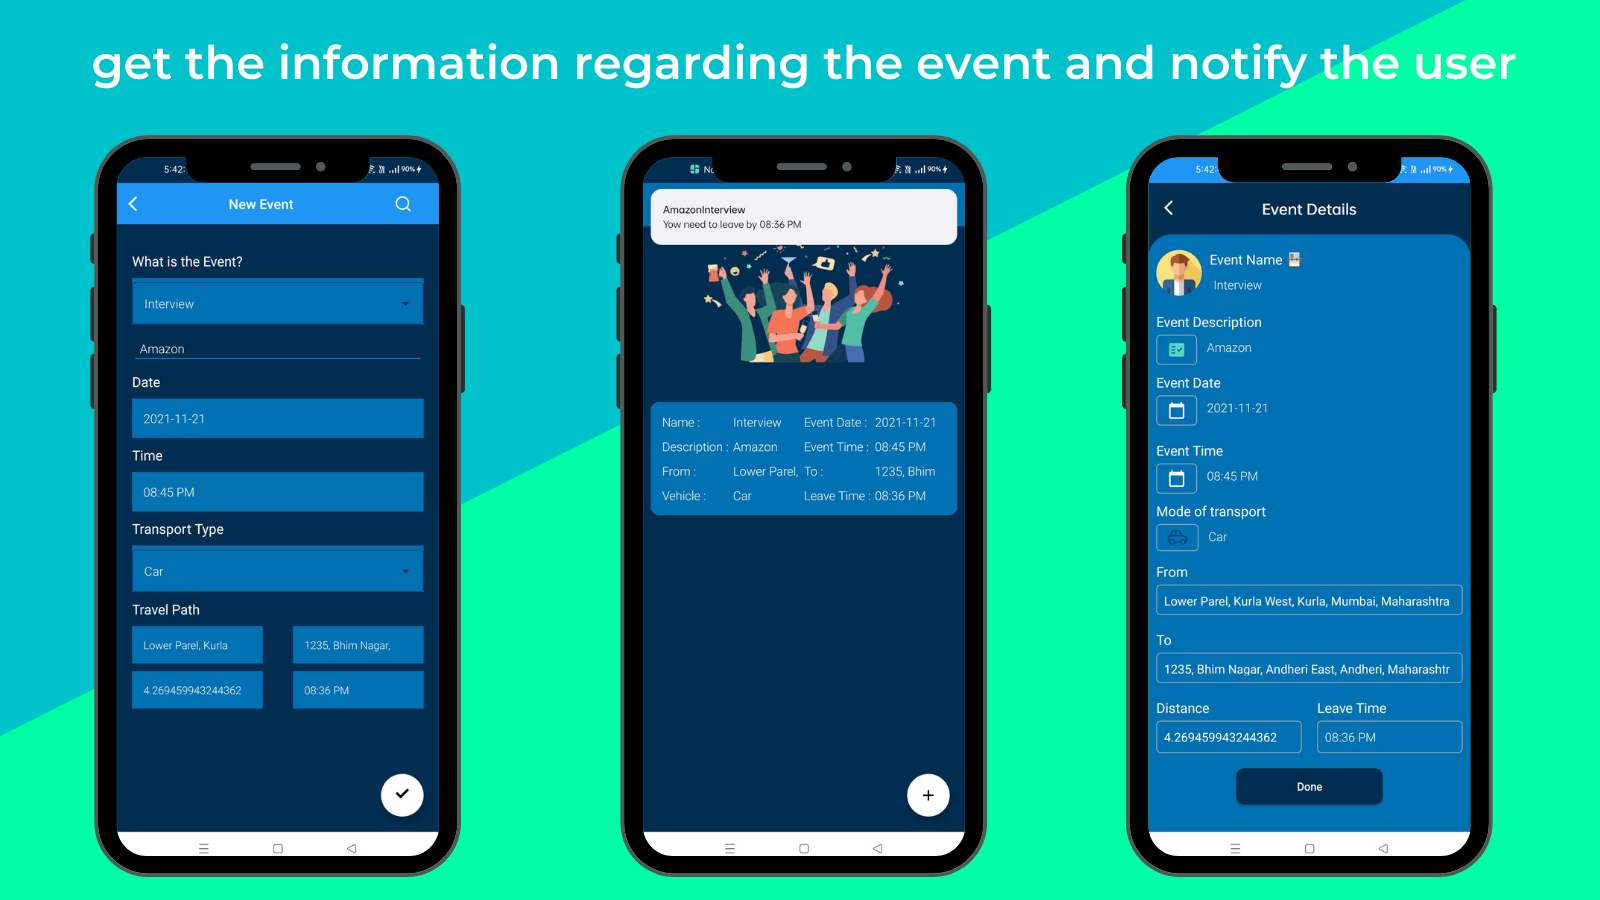 get the information regarding the event and notify the user
5:42
90%
New Event
What is the Event?
Interview
Amazon
Date
2021-11-21
Time
08:45 PM
Transport Type
Car
Travel Path
Lower Parel, Kurla
1235, Bhim Nagar,
4.269459943244362
08:36 PM
90%
AmazonInterview
Yow need to leave by 08:36 PM
Name : Interview Event Date : 2021-11-21
Description : Amazon Event Time : 08:45 PM
From : Lower Parel, To : 1235, Bhim
Vehicle : Car Leave Time : 08:36 PM
+
5:42
90%
Event Details
Event Name
Interview
Event Description
Amazon
Event Date
2021-11-21
Event Time
08:45 PM
Mode of transport
Car
From
Lower Parel, Kurla West, Kurla, Mumbai, Maharashtra
To
1235, Bhim Nagar, Andheri East, Andheri, Maharashtr
Distance
Leave Time
4.269459943244362
08:36 PM
Done